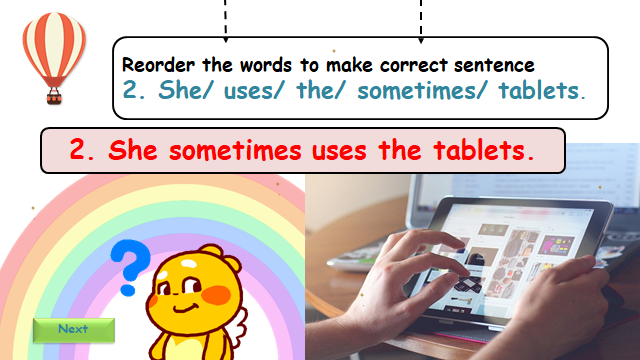 Reorder the words to make correct sentence
2. She/ uses/ the/ sometimes/ tablets.
2. She sometimes uses the tablets.
?
Next